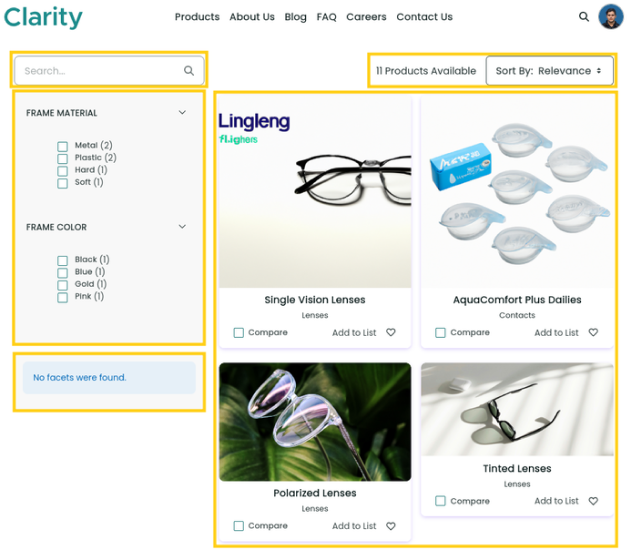 Clarity
Products About Us Blog FAQ Careers Contact Us
Search...
11 Products Available
Sort By: Relevance
FRAME MATERIAL
Metal (2)
Plastic (2)
Hard (1)
Soft (1)
FRAME COLOR
Black (1)
Blue (1)
Gold (1)
Pink (1)
No facets were found.
Lingleng
fLighers
Single Vision Lenses
Lenses
Compare Add to List
AquaComfort Plus Dailies
Contacts
Compare Add to List
Polarized Lenses
Lenses
Compare Add to List
Tinted Lenses
Lenses
Compare Add to List